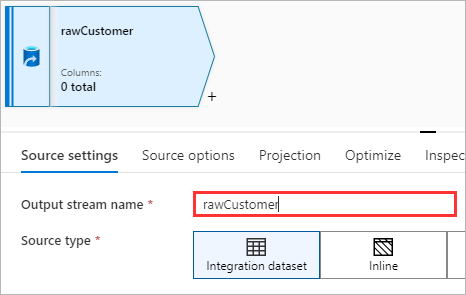 rawCustomer
Columns:
0 total
+
Source settings Source options Projection Optimize Inspec
Output stream name * rawCustomer
Source type *
Integration dataset Inline